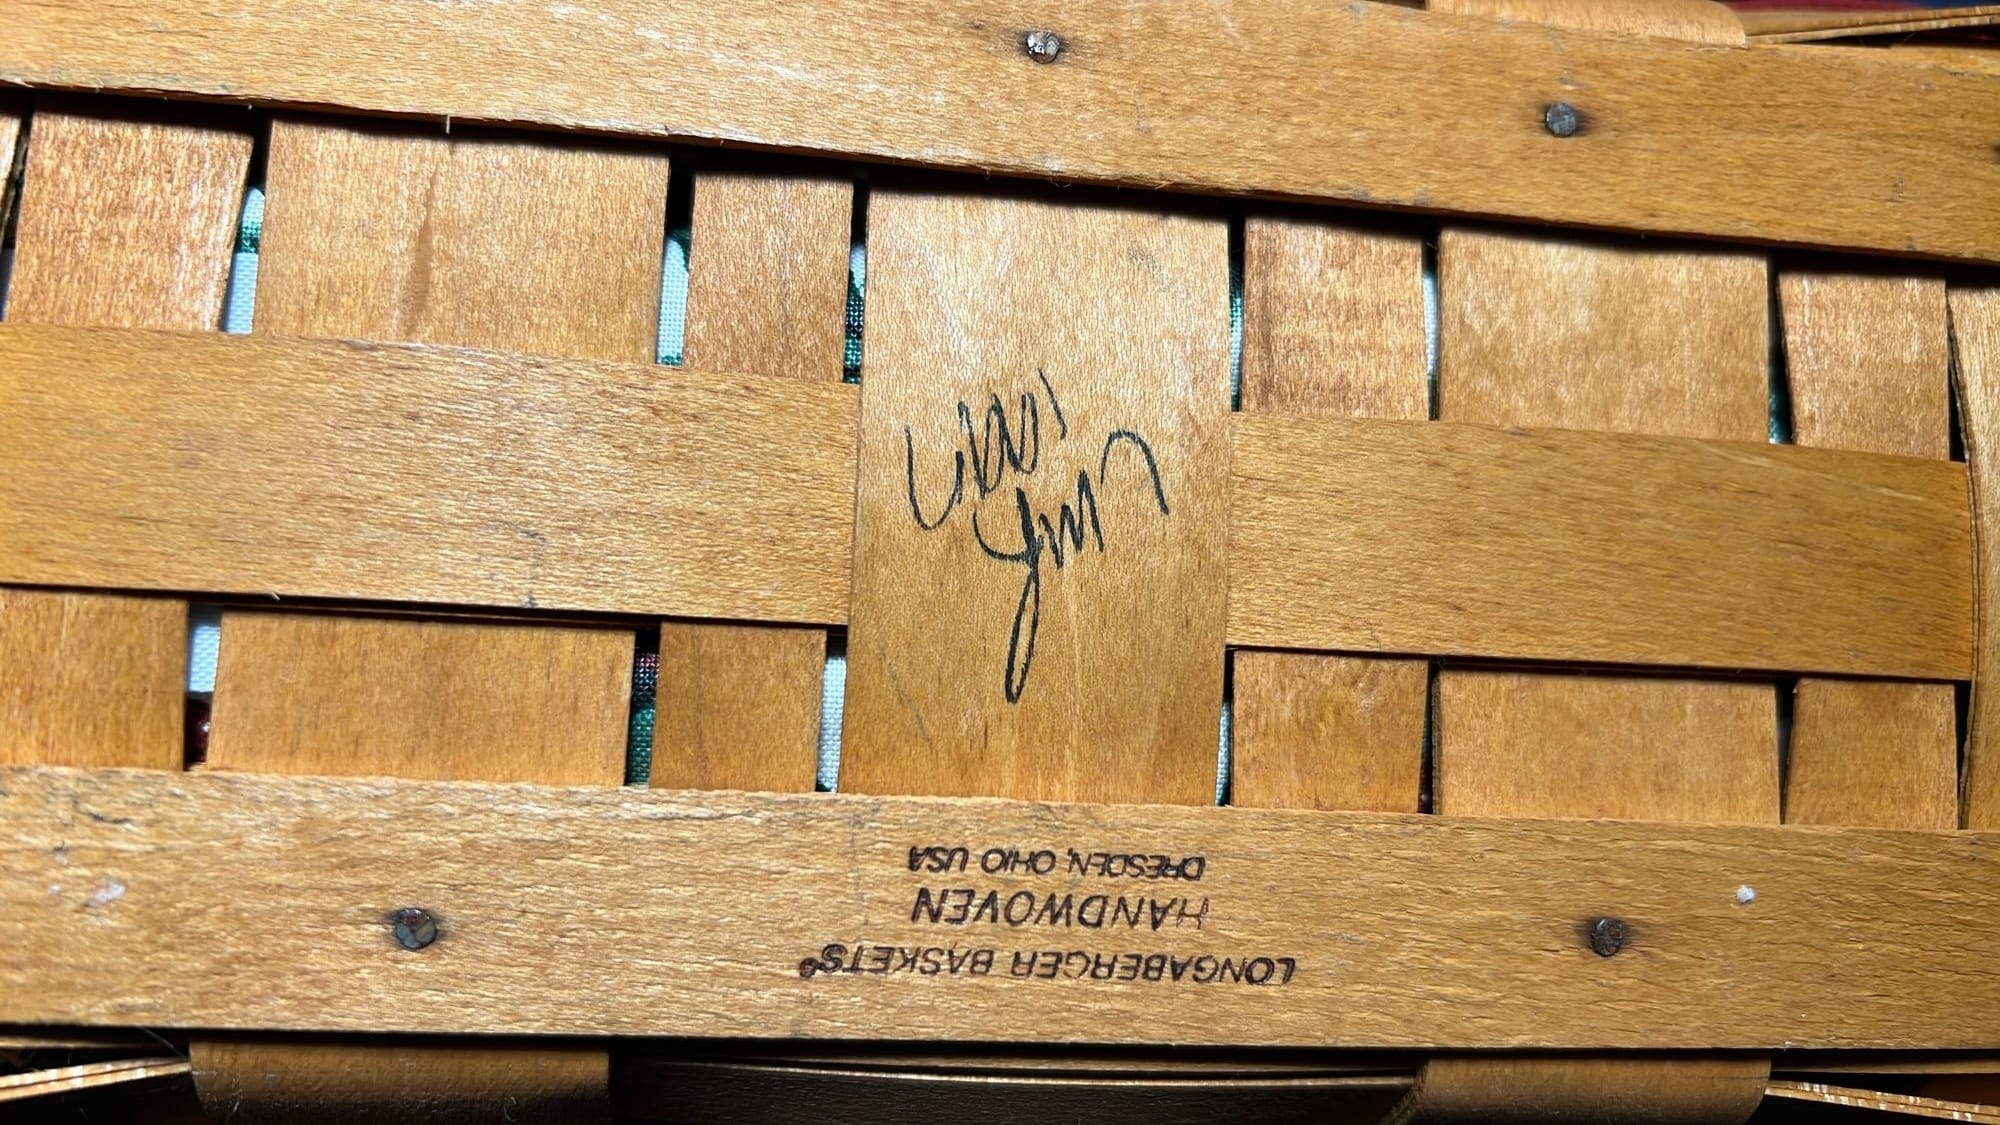 LONGABERGER BASKETS®
HANDWOVEN
DRESDEN, OHIO USA